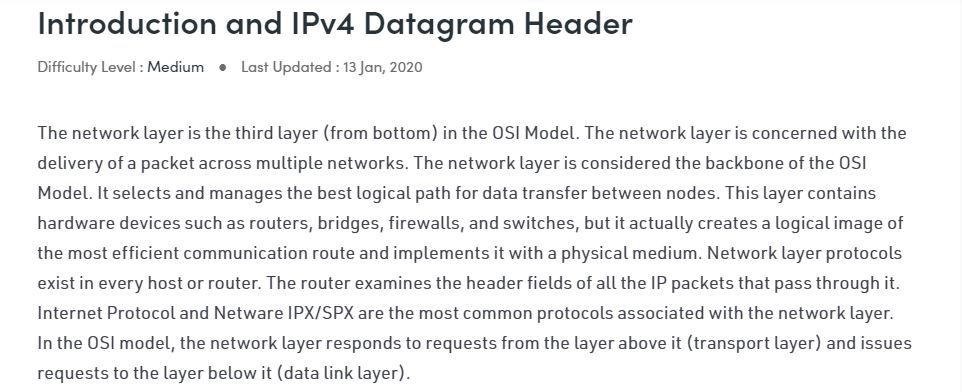 Introduction and IPv4 Datagram Header
Difficulty Level : Medium ● Last Updated : 13 Jan, 2020
The network layer is the third layer (from bottom) in the OSI Model. The network layer is concerned with the
delivery of a packet across multiple networks. The network layer is considered the backbone of the OSI
Model. It selects and manages the best logical path for data transfer between nodes. This layer contains
hardware devices such as routers, bridges, firewalls, and switches, but it actually creates a logical image of
the most efficient communication route and implements it with a physical medium. Network layer protocols
exist in every host or router. The router examines the header fields of all the IP packets that pass through it.
Internet Protocol and Netware IPX/SPX are the most common protocols associated with the network layer.
In the OSI model, the network layer responds to requests from the layer above it (transport layer) and issues
requests to the layer below it (data link layer).